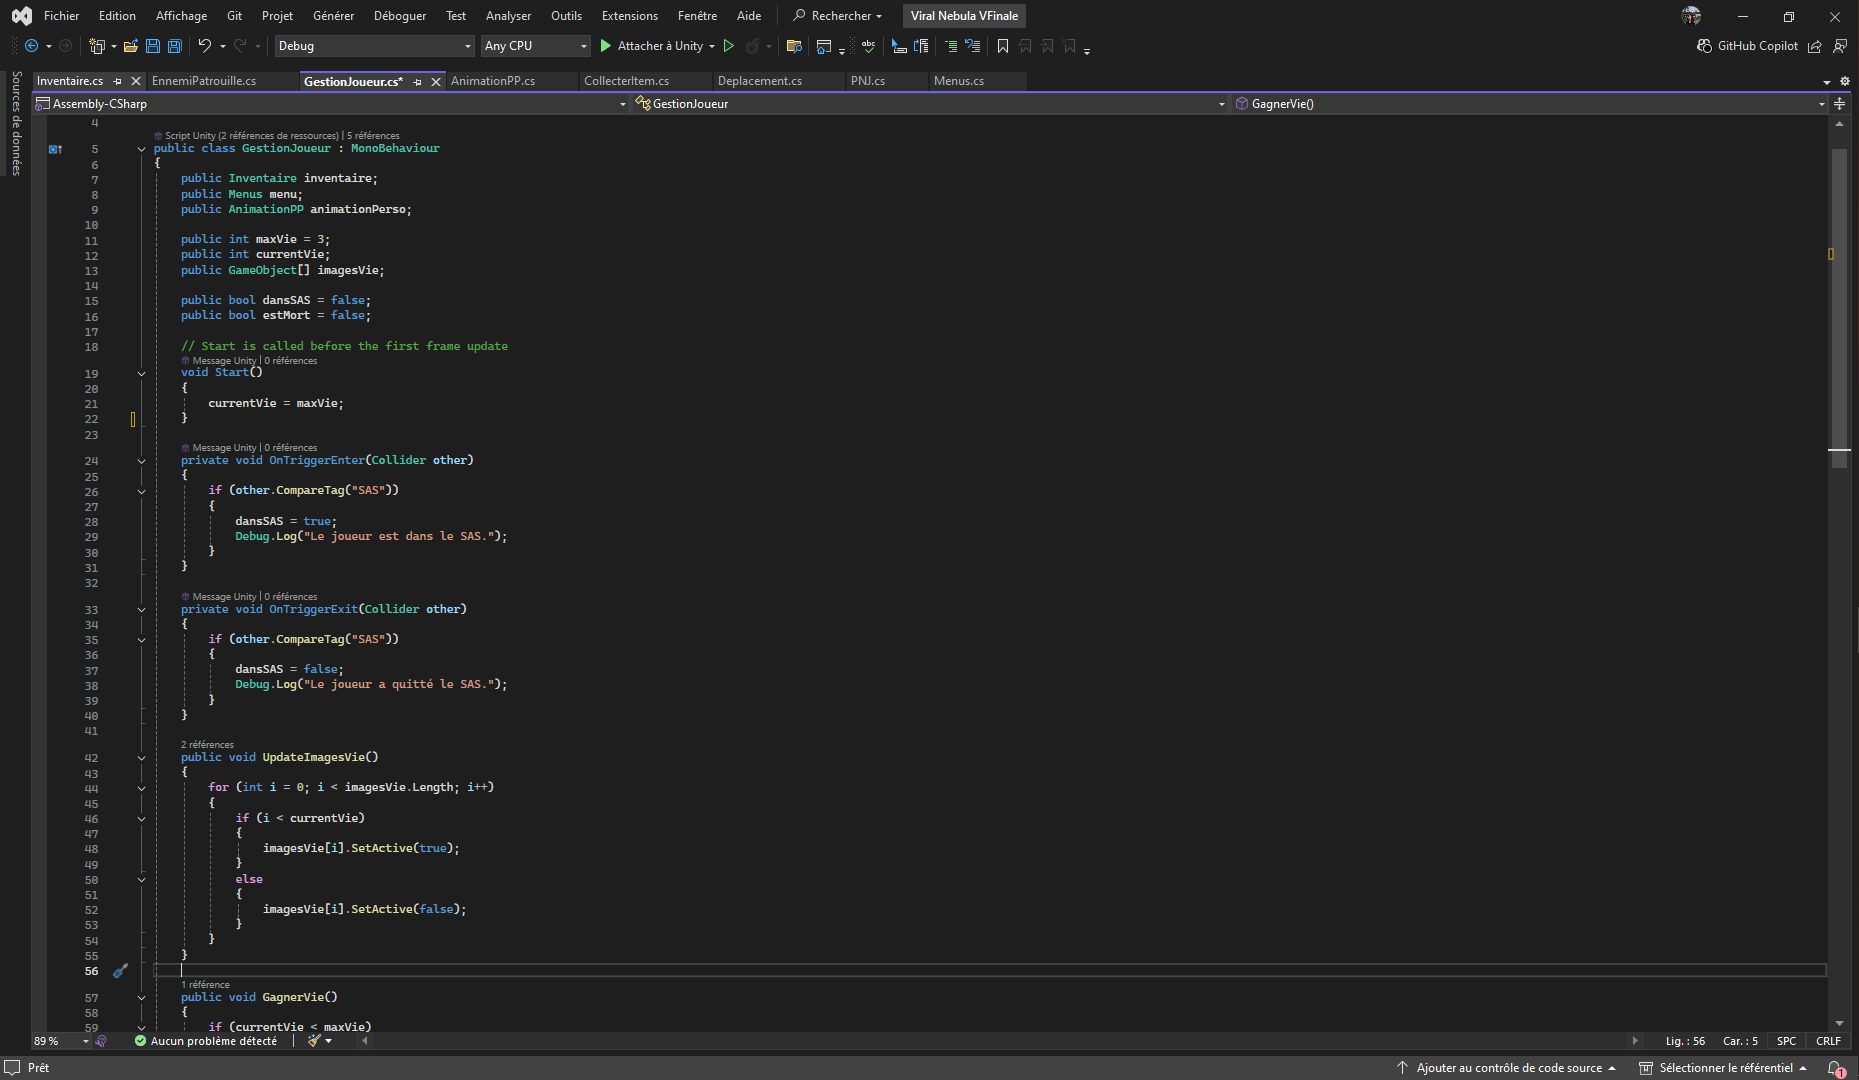 Fichier Edition Affichage Git Projet Générer Déboguer Test Analyser Outils Extensions Fenêtre Aide Rechercher Viral Nebula VFinale
Debug Any CPU Attacher à Unity abc GitHub Copilot
Inventaire.cs EnnemiPatrouille.cs GestionJoueur.cs* AnimationPP.cs CollecterItem.cs Deplacement.cs PNJ.cs Menus.cs
Sources de données
Assembly-CSharp GestionJoueur GagnerVie()
4
Script Unity (2 références de ressources) | 5 références
5 public class GestionJoueur : MonoBehaviour
6 {
7 public Inventaire inventaire;
8 public Menus menu;
9 public AnimationPP animationPerso;
10
11 public int maxVie = 3;
12 public int currentVie;
13 public GameObject[] imagesVie;
14
15 public bool dansSAS = false;
16 public bool estMort = false;
17
18 // Start is called before the first frame update
Message Unity | 0 références
19 void Start()
20 {
21 currentVie = maxVie;
22 }
23
Message Unity | 0 références
24 private void OnTriggerEnter(Collider other)
25 {
26 if (other.CompareTag("SAS"))
27 {
28 dansSAS = true;
29 Debug.Log("Le joueur est dans le SAS.");
30 }
31 }
32
Message Unity | 0 références
33 private void OnTriggerExit(Collider other)
34 {
35 if (other.CompareTag("SAS"))
36 {
37 dansSAS = false;
38 Debug.Log("Le joueur a quitté le SAS.");
39 }
40 }
41
2 références
42 public void UpdateImagesVie()
43 {
44 for (int i = 0; i < imagesVie.Length; i++)
45 {
46 if (i < currentVie)
47 {
48 imagesVie[i].SetActive(true);
49 }
50 else
51 {
52 imagesVie[i].SetActive(false);
53 }
54 }
55 }
56
1 référence
57 public void GagnerVie()
58 {
59 if (currentVie < maxVie)
89 % Aucun problème détecté Lig. : 56 Car. : 5 SPC CRLF
Prêt Ajouter au contrôle de code source Sélectionner le référentiel 1